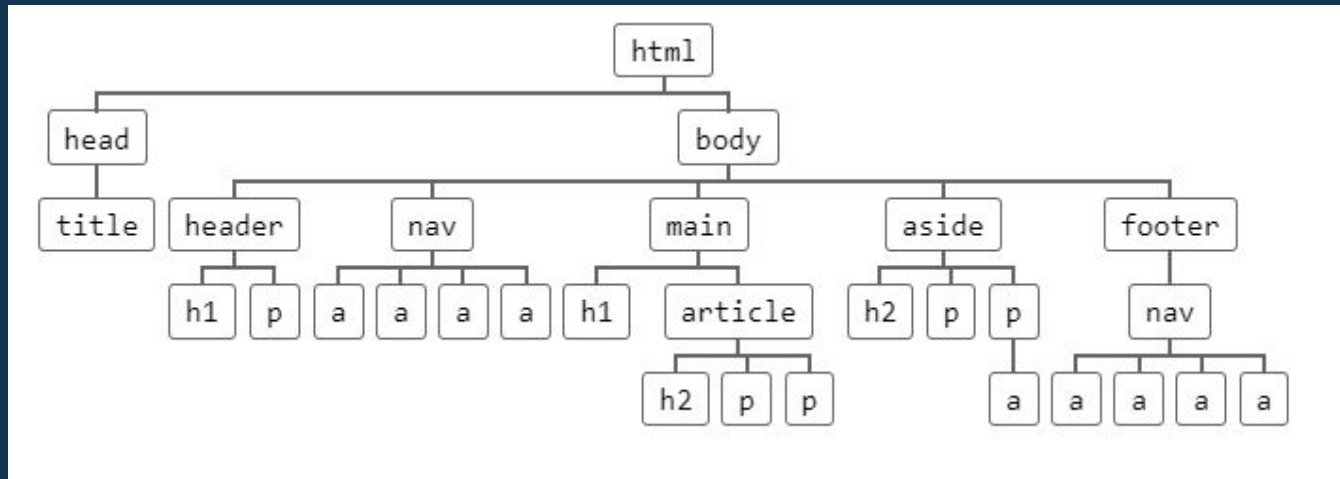 html
head body
title header nav main aside footer
h1 p a a a a h1 article h2 p p nav
h2 p p a a a a a